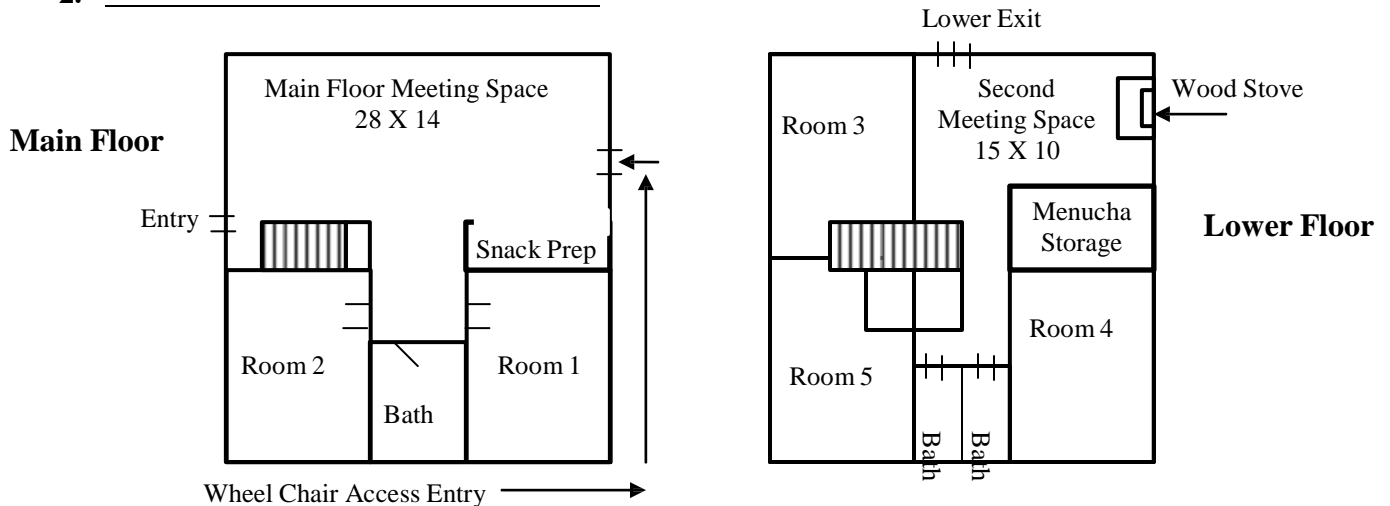 2.
Main Floor
Main Floor Meeting Space
28 X 14
Entry
Snack Prep
Room 2
Room 1
Bath
Wheel Chair Access Entry
Lower Exit
Room 3
Second
Meeting Space
15 X 10
Wood Stove
Menucha
Storage
Lower Floor
Room 4
Room 5
Bath
Bath